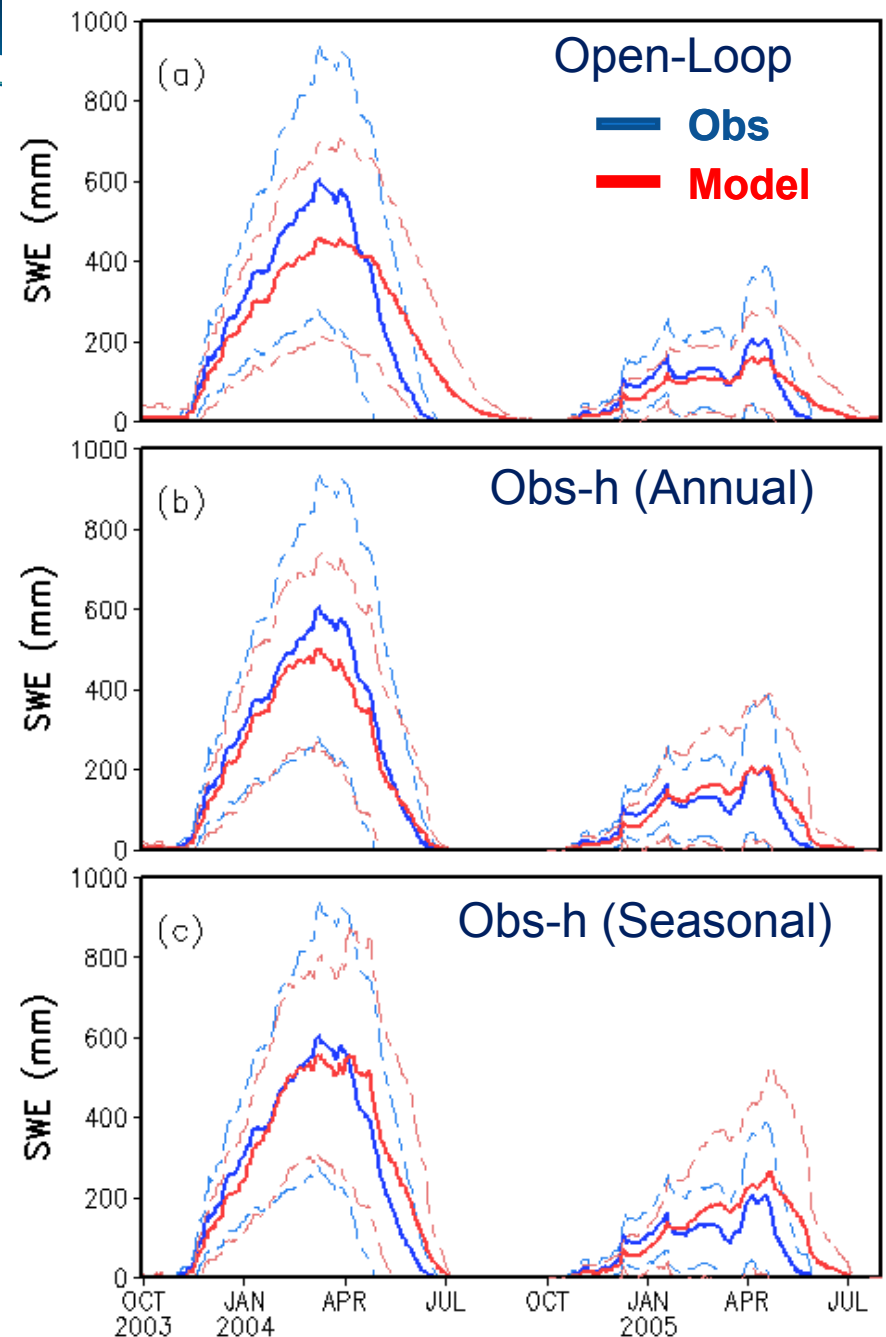 1000
800
600
400
200
0
SWE (mm)
(a)
Open-Loop
Obs
Model
1000
800
600
400
200
0
SWE (mm)
(b)
Obs-h (Annual)
1000
800
600
400
200
0
SWE (mm)
(c)
Obs-h (Seasonal)
OCT JAN APR JUL OCT JAN APR JUL
2003 2004 2005